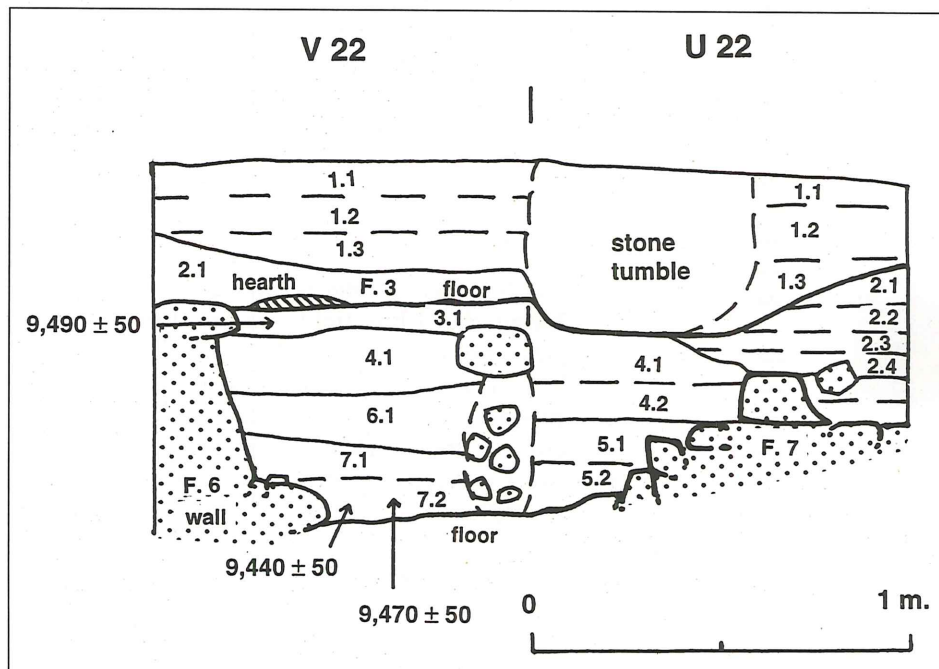 V 22
U 22
1.1
1.2
1.3
2.1
hearth
F. 3
floor
3.1
9,490 ± 50
4.1
6.1
7.1
7.2
F. 6
wall
floor
9,440 ± 50
9,470 ± 50
stone
tumble
1.1
1.2
1.3
2.1
2.2
2.3
2.4
4.1
4.2
5.1
5.2
F. 7
0
1 m.